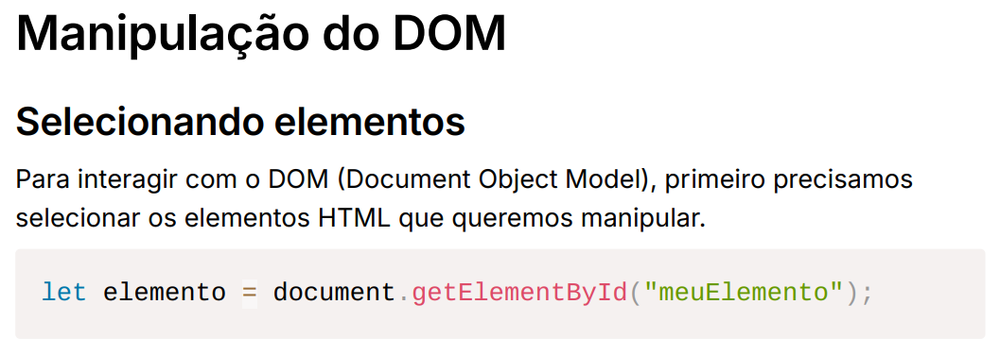 Manipulação do DOM
Selecionando elementos
Para interagir com o DOM (Document Object Model), primeiro precisamos
selecionar os elementos HTML que queremos manipular.
let elemento = document.getElementById("meuElemento");